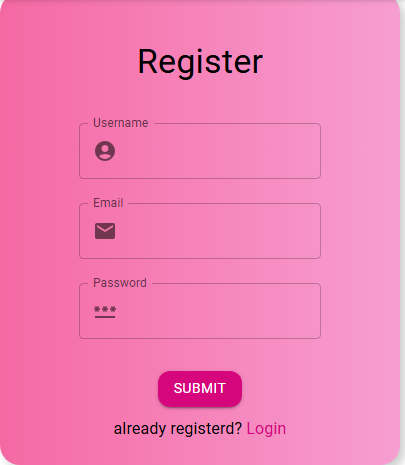 Register
Username
Email
Password
SUBMIT
already registerd? Login